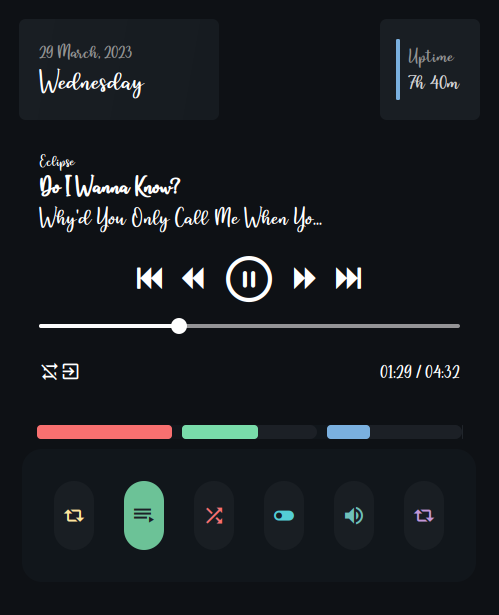 29 March, 2023
Wednesday
Uptime
7h 40m
Eclipse
Do I Wanna Know?
Why'd You Only Call Me When Yo...
01:29 / 04:32